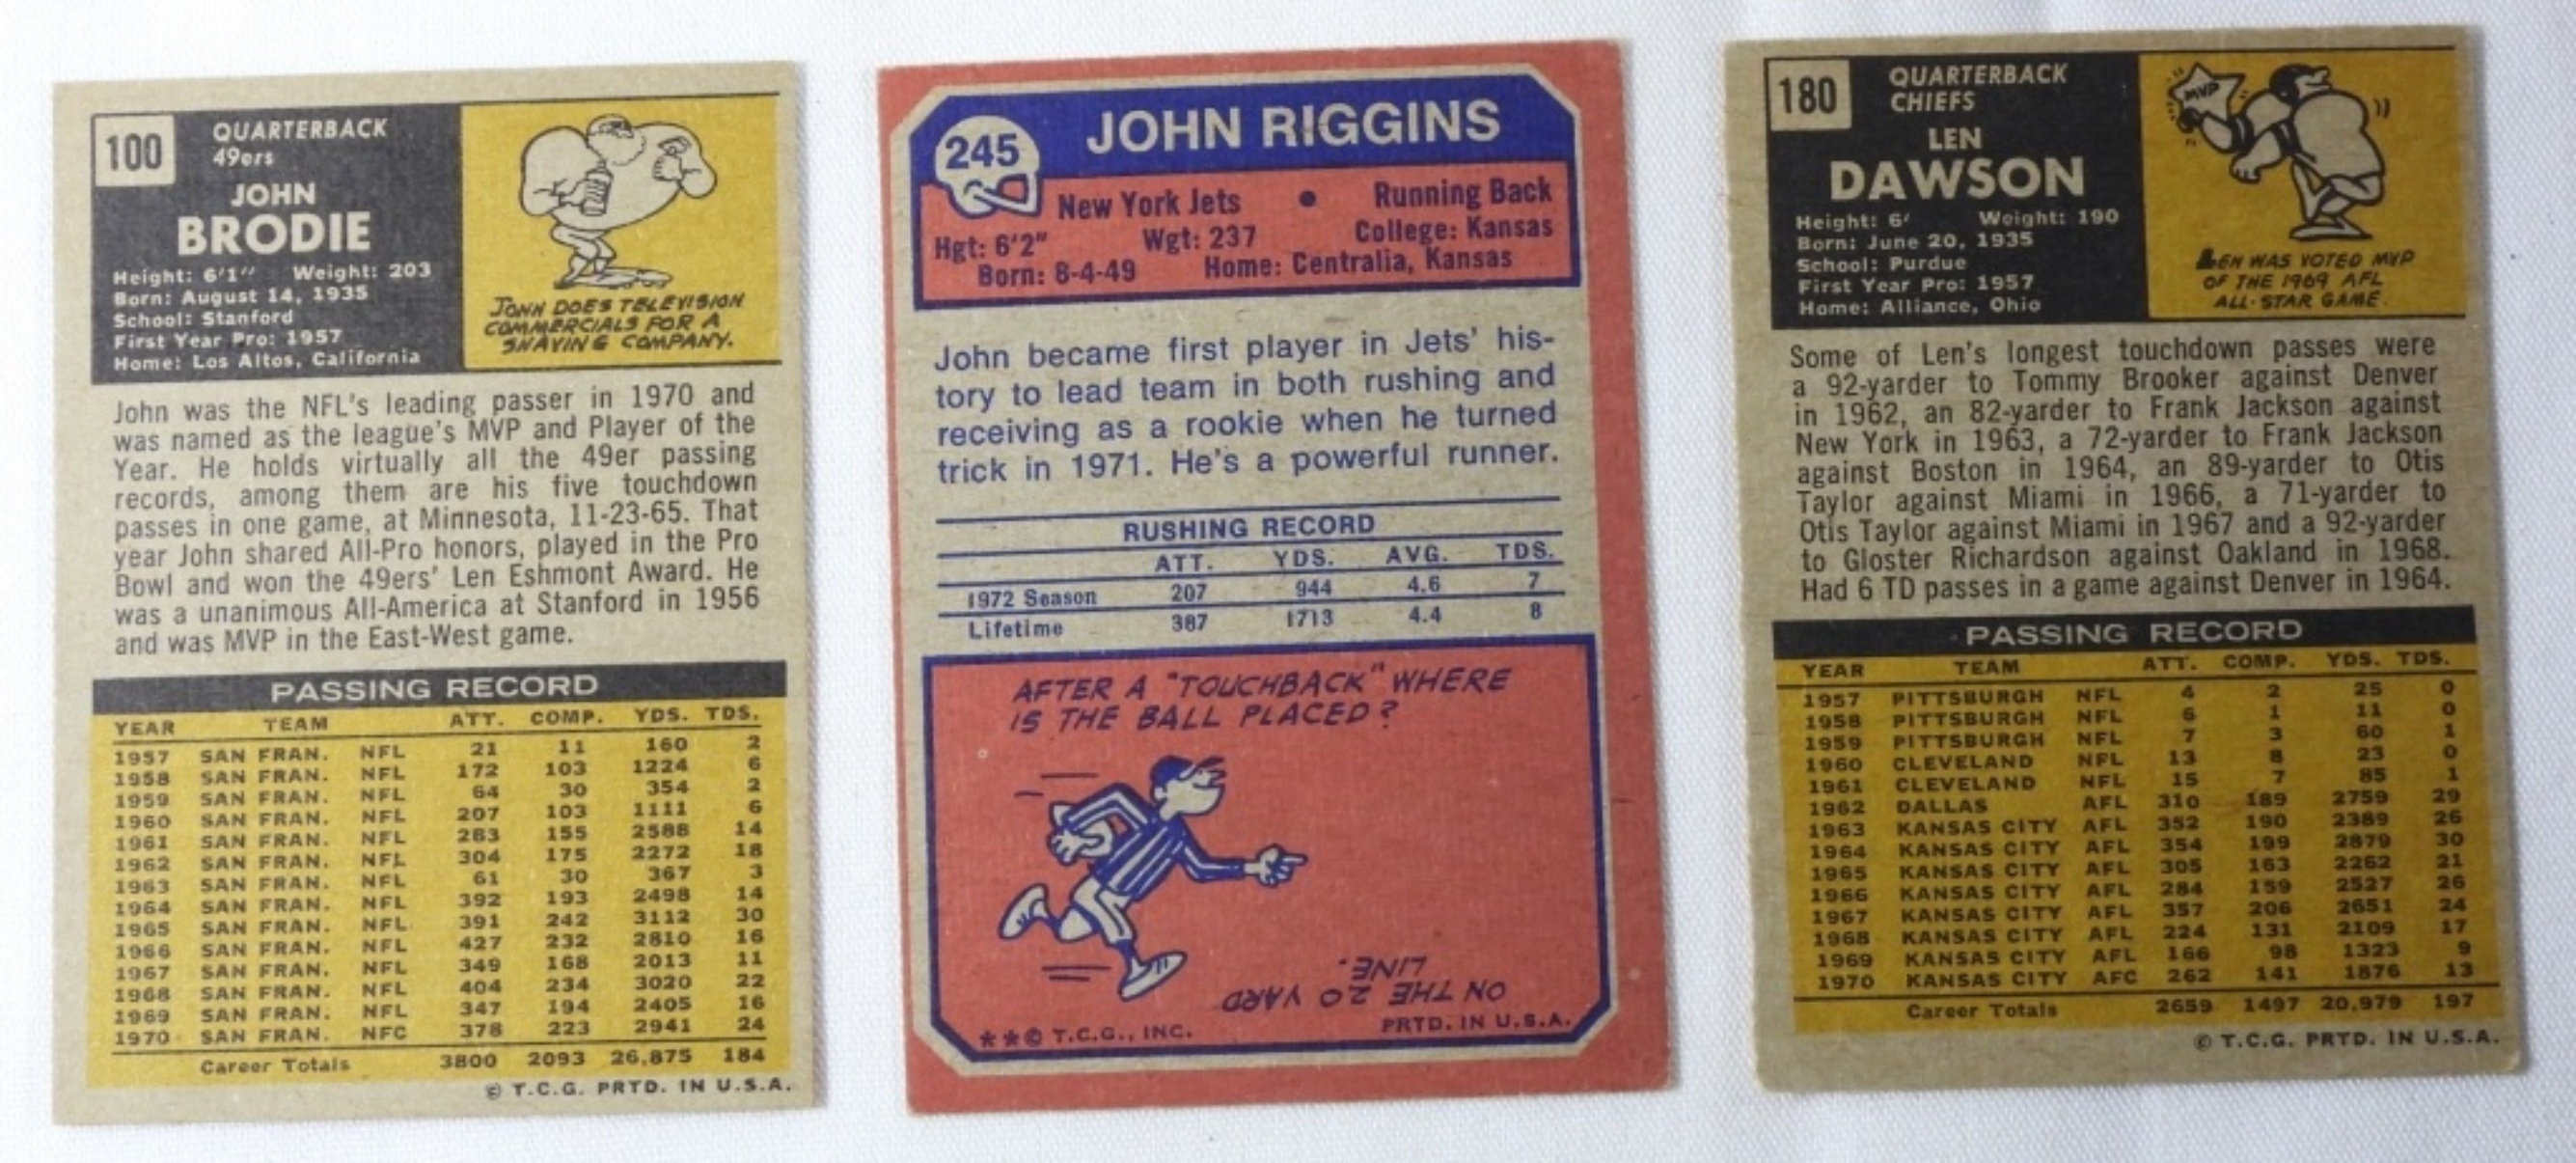 100
QUARTERBACK
49ers
JOHN
BRODIE
Height: 6'1" Weight: 203
Born: August 14, 1935
School: Stanford
First Year Pro: 1957
Home: Los Altos, California
JOHN DOES TELEVISION
COMMERCIALS FOR A
SHAVING COMPANY.
John was the NFL's leading passer in 1970 and
was named as the league's MVP and Player of the
Year. He holds virtually all the 49er passing
records, among them are his five touchdown
passes in one game, at Minnesota, 11-23-65. That
year John shared All-Pro honors, played in the Pro
Bowl and won the 49ers' Len Eshmont Award. He
was a unanimous All-America at Stanford in 1956
and was MVP in the East-West game.
PASSING RECORD
YEAR TEAM ATT. COMP. YDS. TDS.
1957 SAN FRAN. NFL 21 11 160 2
1958 SAN FRAN. NFL 172 103 1224 6
1959 SAN FRAN. NFL 64 30 354 2
1960 SAN FRAN. NFL 207 103 1111 6
1961 SAN FRAN. NFL 283 155 2588 14
1962 SAN FRAN. NFL 304 175 2272 18
1963 SAN FRAN. NFL 61 30 367 3
1964 SAN FRAN. NFL 392 193 2498 14
1965 SAN FRAN. NFL 391 242 3112 30
1966 SAN FRAN. NFL 427 232 2810 16
1967 SAN FRAN. NFL 349 168 2013 11
1968 SAN FRAN. NFL 404 234 3020 22
1969 SAN FRAN. NFL 347 194 2405 16
1970 SAN FRAN. NFC 378 223 2941 24
Career Totals 3800 2093 26,875 184
© T.C.G. PRTD. IN U.S.A.
245
JOHN RIGGINS
New York Jets • Running Back
Hgt: 6'2" Wgt: 237 College: Kansas
Born: 8-4-49 Home: Centralia, Kansas
John became first player in Jets' his-
tory to lead team in both rushing and
receiving as a rookie when he turned
trick in 1971. He's a powerful runner.
RUSHING RECORD
ATT. YDS. AVG. TDS.
1972 Season 207 944 4.6 7
Lifetime 387 1713 4.4 8
AFTER A "TOUCHBACK" WHERE
IS THE BALL PLACED?
ON THE 20 YARD
LINE.
**© T.C.G., INC. PRTD. IN U.S.A.
180
QUARTERBACK
CHIEFS
LEN
DAWSON
Height: 6' Weight: 190
Born: June 20, 1935
School: Purdue
First Year Pro: 1957
Home: Alliance, Ohio
MVP
LEN WAS VOTED MVP
OF THE 1969 AFL
ALL-STAR GAME.
Some of Len's longest touchdown passes were
a 92-yarder to Tommy Brooker against Denver
in 1962, an 82-yarder to Frank Jackson against
New York in 1963, a 72-yarder to Frank Jackson
against Boston in 1964, an 89-yarder to Otis
Taylor against Miami in 1966, a 71-yarder to
Otis Taylor against Miami in 1967 and a 92-yarder
to Gloster Richardson against Oakland in 1968.
Had 6 TD passes in a game against Denver in 1964.
PASSING RECORD
YEAR TEAM ATT. COMP. YDS. TDS.
1957 PITTSBURGH NFL 4 2 25 0
1958 PITTSBURGH NFL 6 1 11 0
1959 PITTSBURGH NFL 7 3 60 1
1960 CLEVELAND NFL 13 8 23 0
1961 CLEVELAND NFL 15 7 85 1
1962 DALLAS AFL 310 189 2759 29
1963 KANSAS CITY AFL 352 190 2389 26
1964 KANSAS CITY AFL 354 199 2879 30
1965 KANSAS CITY AFL 305 163 2262 21
1966 KANSAS CITY AFL 284 159 2527 26
1967 KANSAS CITY AFL 357 206 2651 24
1968 KANSAS CITY AFL 224 131 2109 17
1969 KANSAS CITY AFL 166 98 1323 9
1970 KANSAS CITY AFC 262 141 1876 13
Career Totals 2659 1497 20,979 197
© T.C.G. PRTD. IN U.S.A.